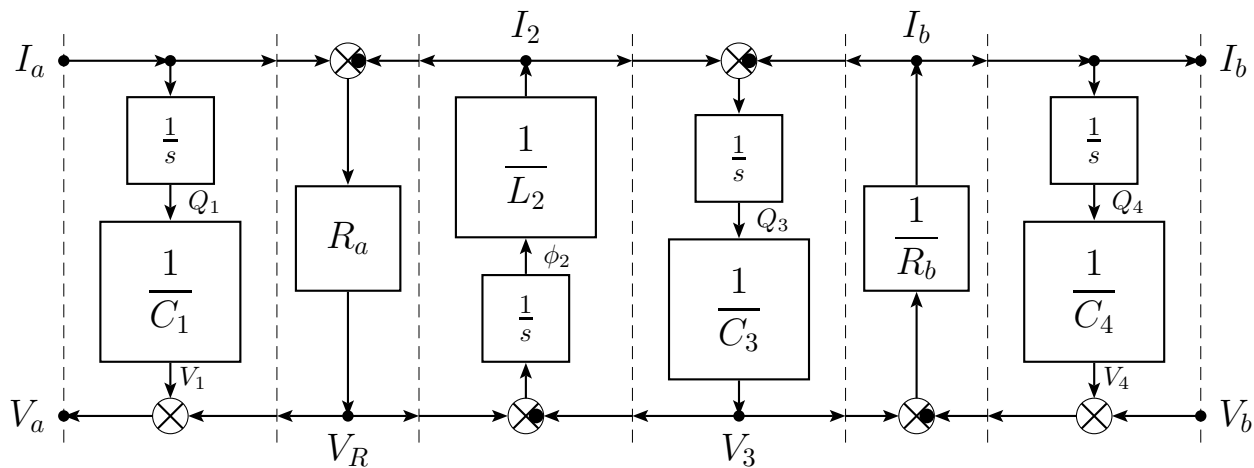 I_a I_2 I_b I_b
1/s 1/L_2 1/s 1/s
Q_1 R_a Q_3 1/R_b Q_4
1/C_1 ϕ_2 1/s 1/C_3 1/C_4
V_1 V_4
V_a V_R V_3 V_b